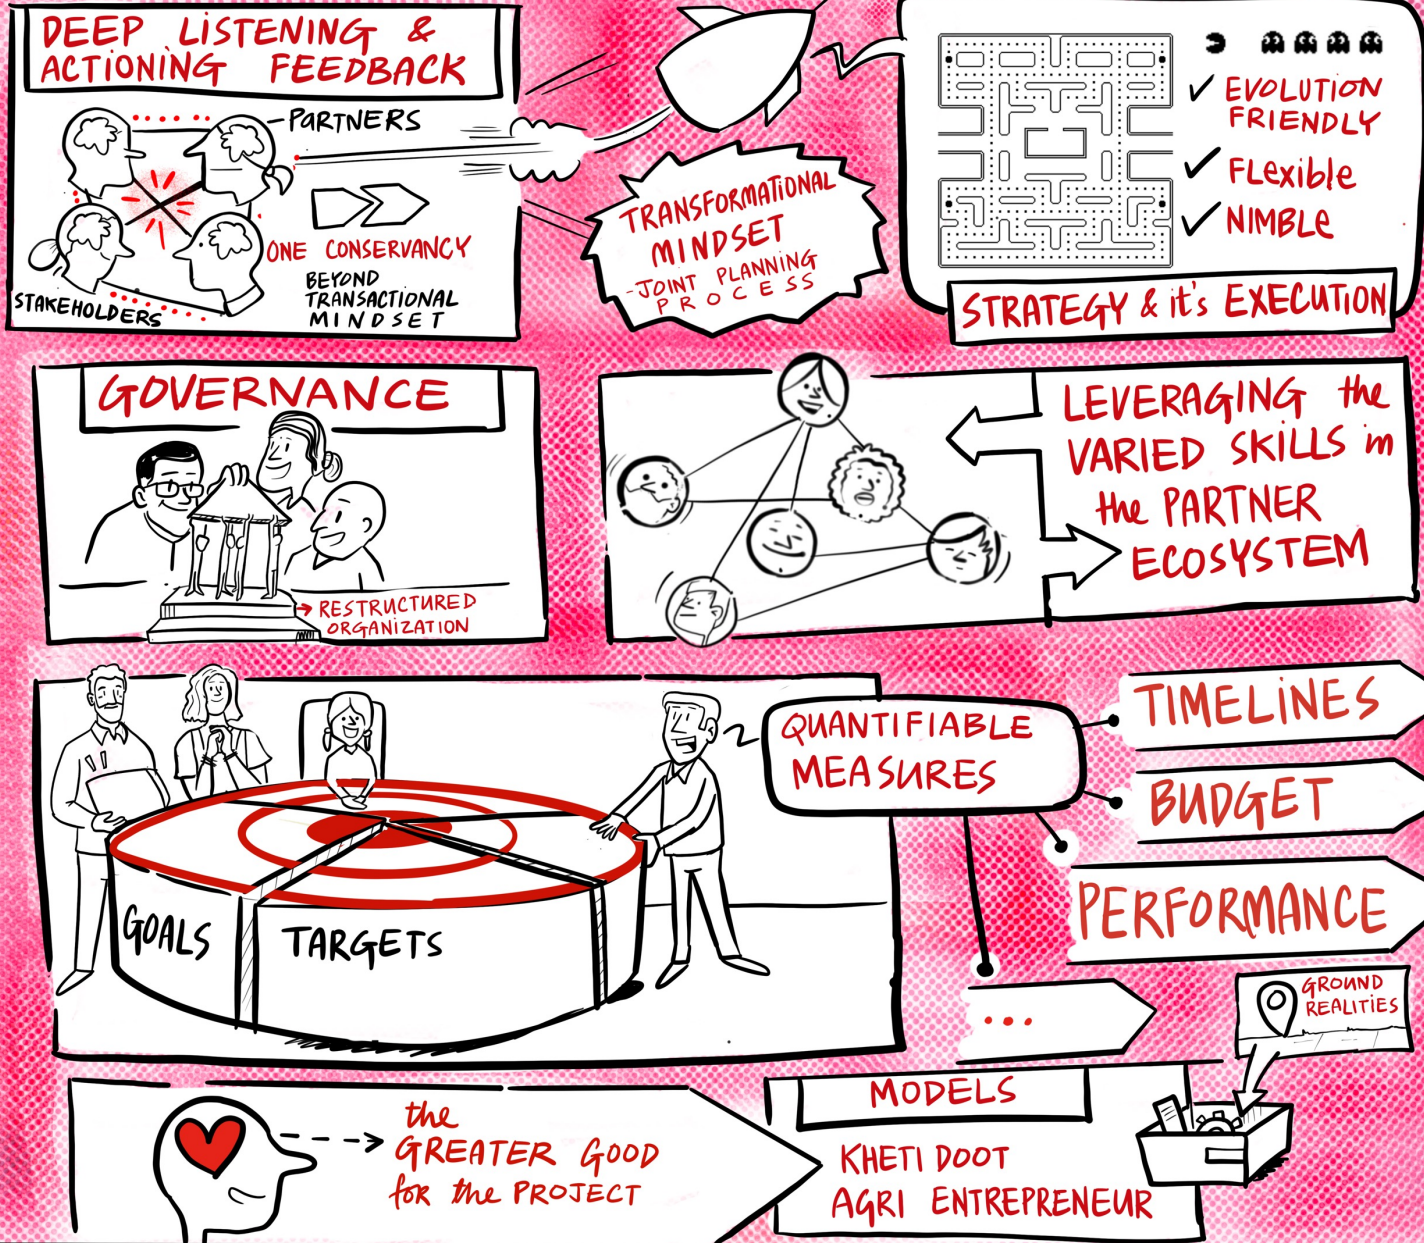 DEEP LISTENING &
ACTIONING FEEDBACK
PARTNERS
ONE CONSERVANCY
BEYOND
TRANSACTIONAL
MINDSET
STAKEHOLDERS
TRANSFORMATIONAL
MINDSET
-JOINT PLANNING
PROCESS
EVOLUTION
FRIENDLY
FLEXIBLE
NIMBLE
STRATEGY & it's EXECUTION
GOVERNANCE
RESTRUCTURED
ORGANIZATION
LEVERAGING the
VARIED SKILLS in
the PARTNER
ECOSYSTEM
QUANTIFIABLE
MEASURES
TIMELINES
BUDGET
PERFORMANCE
...
GOALS
TARGETS
GROUND
REALITIES
the
GREATER GOOD
for the PROJECT
MODELS
KHETI DOOT
AGRI ENTREPRENEUR